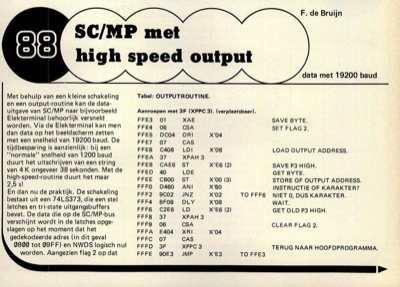 F. de Bruijn
88
SC/MP met
high speed output
data met 19200 baud
Met behulp van een kleine schakeling
en een output-routine kan de data-
uitgave van SC/MP naar bijvoorbeeld
Elekterminal behoorlijk versneld
worden. Via de Elekterminal kan men
dan data op het beeldscherm zetten
met een snelheid van 19200 baud. De
tijdbesparing is aanzienlijk: bij een
"normale" snelheid van 1200 baud
duurt het uitschrijven van een string
van 4 K ongeveer 38 sekonden. Met de
high-speed-routine duurt het maar
2,5 s!
En dan nu de praktijk. De schakeling
bestaat uit een 74LS373, die een stel
latches en tri-state uitgangsbuffers
bevat. De data die op de SC/MP-bus
verschijnt wordt in de latches opge-
slagen op het moment dat het
gedekodeerde adres (in dit geval
0800 tot 09FF) en NWDS logisch nul
worden. Aangezien flag 2 op dat
Tabel: OUTPUTROUTINE.
Aanroepen met 3F (XPPC 3). (verplaatsbaar).
FFE3 01 XAE SAVE BYTE.
FFE4 06 CSA SET FLAG 2.
FFE5 DC04 ORI X'04
FFE7 07 CAS
FFE8 C408 LDI X'08 LOAD OUTPUT ADDRESS.
FFEA 37 XPAH 3
FFEB CAE6 ST X'E6 (2) SAVE P3 HIGH.
FFED 40 LDE GET BYTE.
FFEE CB00 ST X'00 (3) STORE OF OUTPUT ADDRESS.
FFF0 D460 ANI X'60 INSTRUCTIE OF KARAKTER?
FFF2 9C02 JNZ X'02 TO FFF6 NIET 0, DUS KARAKTER.
FFF4 8F08 DLY X'08 WAIT.
FFF6 C2E6 LD X'E6 (2) GET OLD P3 HIGH.
FFF8 37 XPAH 3
FFF9 06 CSA CLEAR FLAG 2.
FFFA E404 XRI X'04
FFFC 07 CAS
FFFD 3F XPPC 3 TERUG NAAR HOOFDPROGRAMMA.
FFFE 90E3 JMP X'E3 TO FFE3